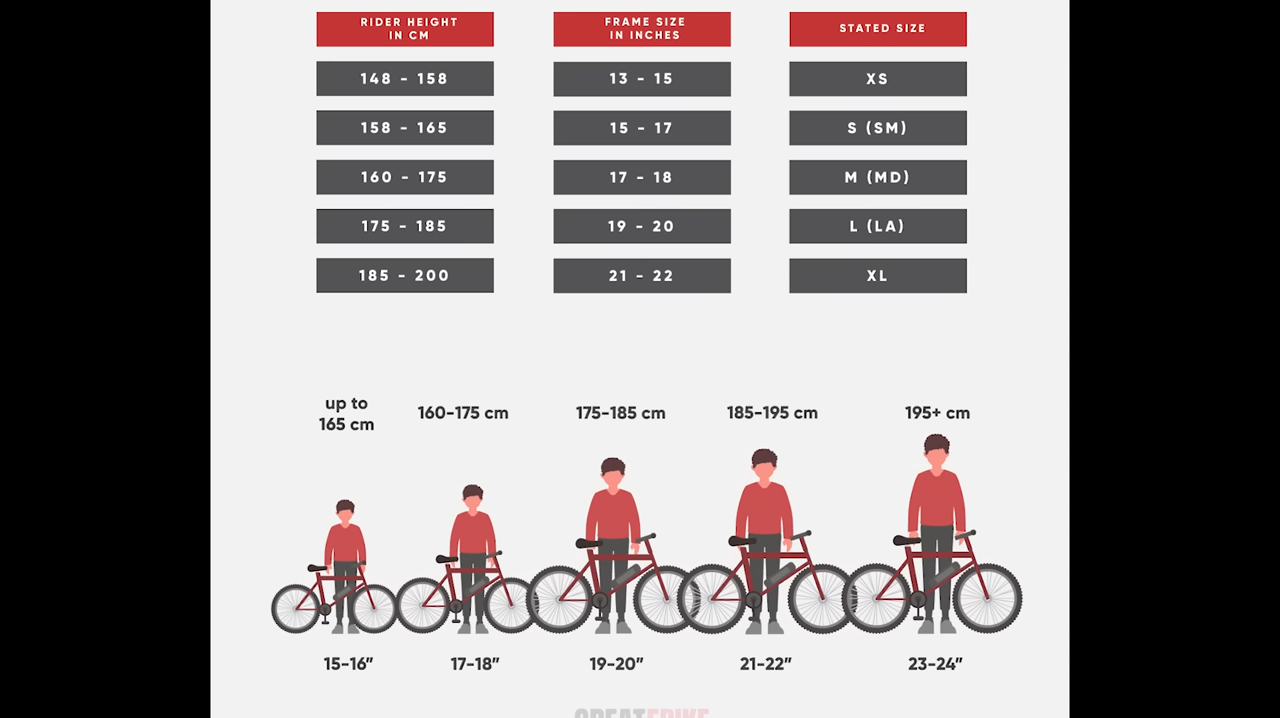 RIDER HEIGHT
IN CM
FRAME SIZE
IN INCHES
STATED SIZE
148 - 158
13 - 15
XS
158 - 165
15 - 17
S (SM)
160 - 175
17 - 18
M (MD)
175 - 185
19 - 20
L (LA)
185 - 200
21 - 22
XL
up to
165 cm
160-175 cm
175-185 cm
185-195 cm
195+ cm
15-16”
17-18”
19-20”
21-22”
23-24”